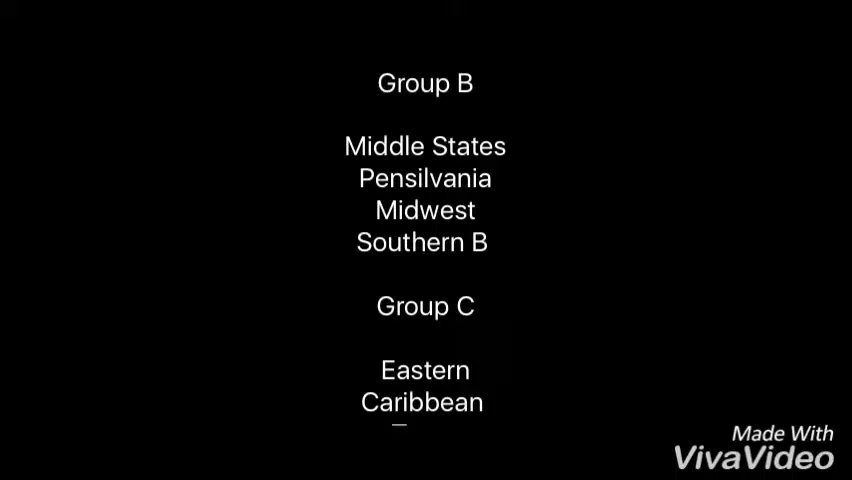 Group B
Middle States
Pensilvania
Midwest
Southern B
Group C
Eastern
Caribbean
Made With
VivaVideo